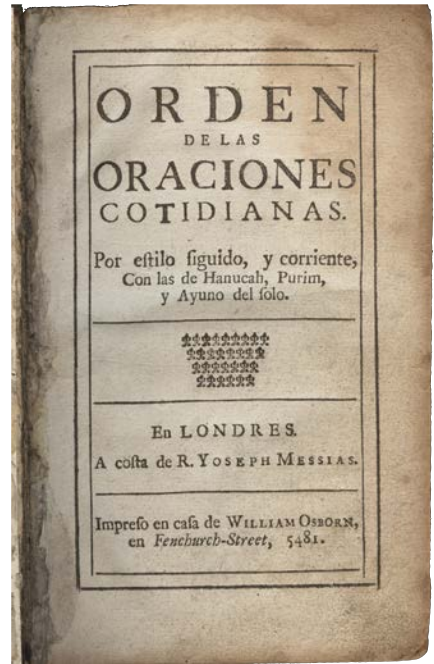 ORDEN
DE LAS
ORACIONES
COTIDIANAS.
Por eſtilo ſiguido, y corriente,
Con las de Hanucah, Purim,
y Ayuno del ſolo.
En LONDRES.
A coſta de R. YOSEPH MESSIAS.
Impreſo en caſa de WILLIAM OSBORN,
en Fenchurch-Street, 5481.